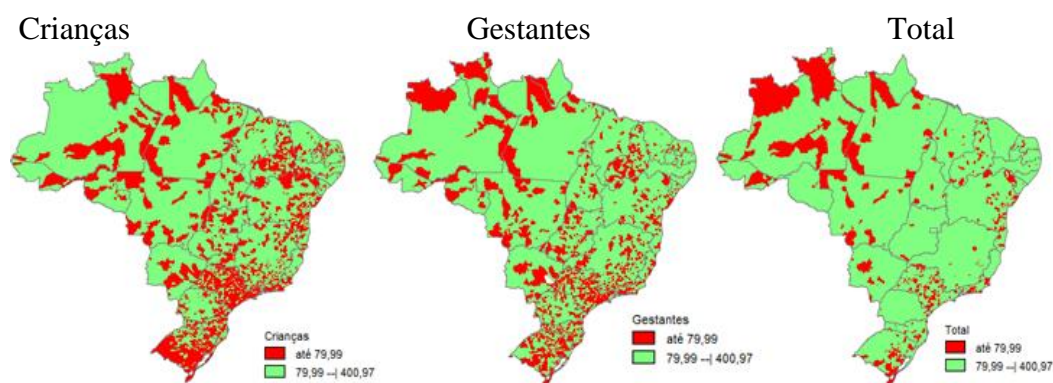 Crianças
Gestantes
Total
Crianças
até 79,99
79,99 --| 400,97
Gestantes
até 79,99
79,99 --| 400,97
Total
até 79,99
79,99 --| 400,97